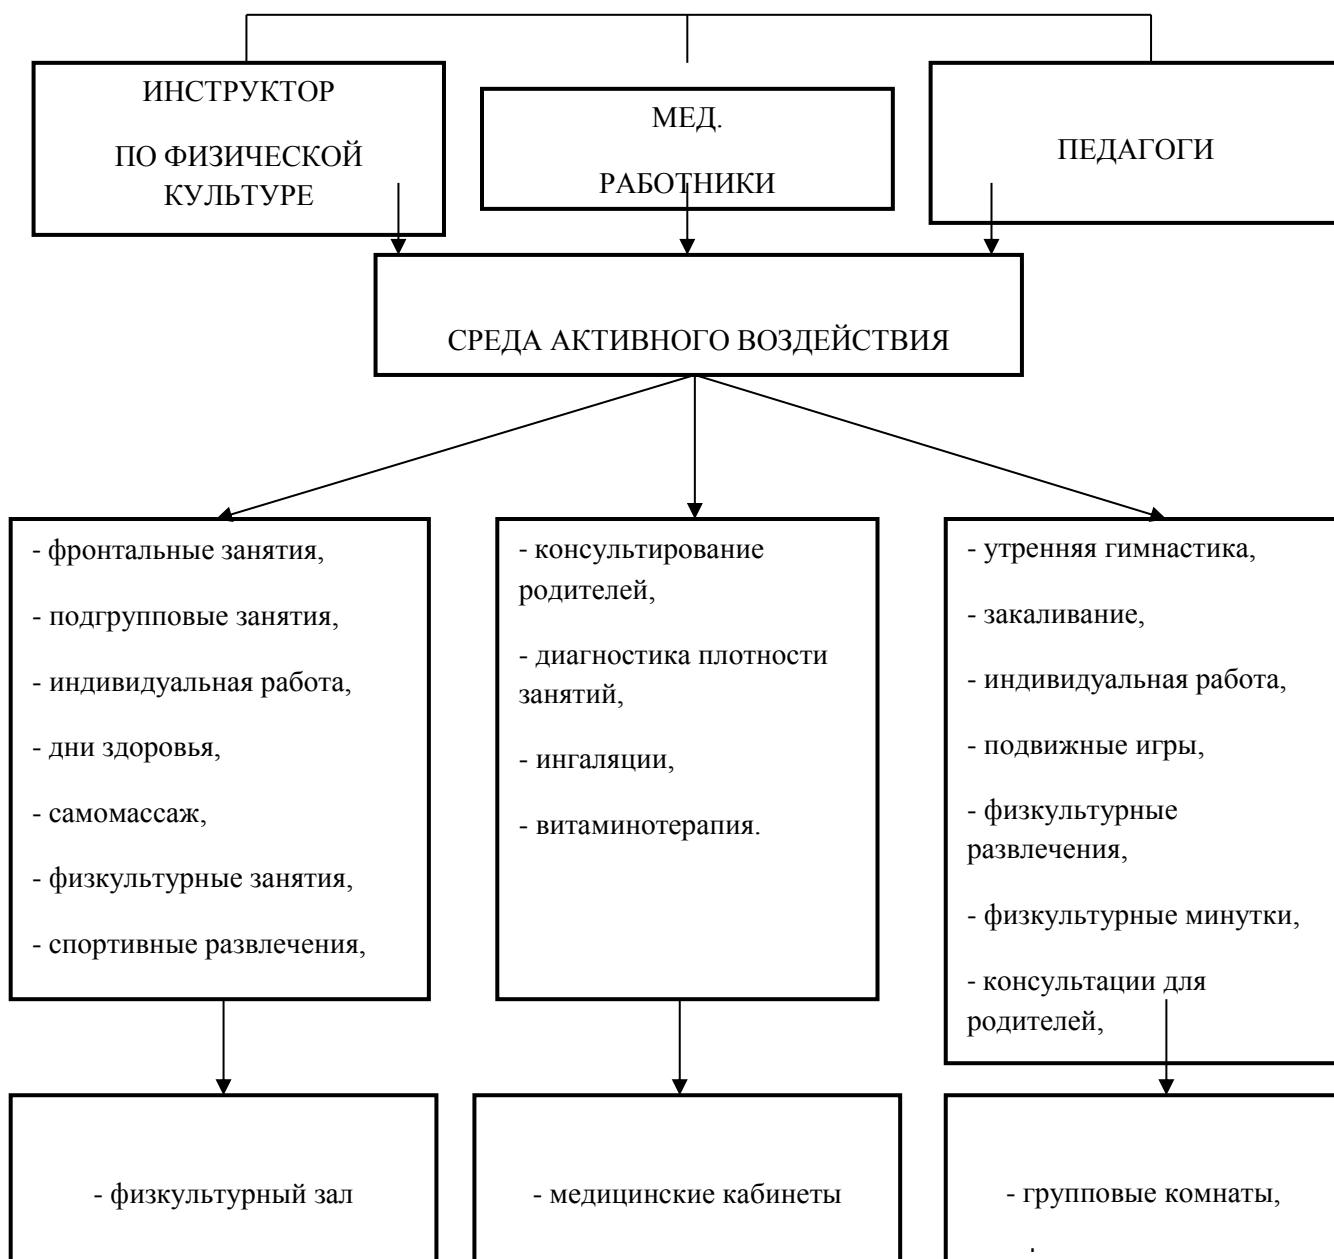 ИНСТРУКТОР
ПО ФИЗИЧЕСКОЙ
КУЛЬТУРЕ
МЕД.
РАБОТНИКИ
ПЕДАГОГИ
СРЕДА АКТИВНОГО ВОЗДЕЙСТВИЯ
- фронтальные занятия,
- подгрупповые занятия,
- индивидуальная работа,
- дни здоровья,
- самомассаж,
- физкультурные занятия,
- спортивные развлечения,
- консультирование
родителей,
- диагностика плотности
занятий,
- ингаляции,
- витаминотерапия.
- утренняя гимнастика,
- закаливание,
- индивидуальная работа,
- подвижные игры,
- физкультурные
развлечения,
- физкультурные минутки,
- консультации для
родителей,
- физкультурный зал
- медицинские кабинеты
- групповые комнаты,